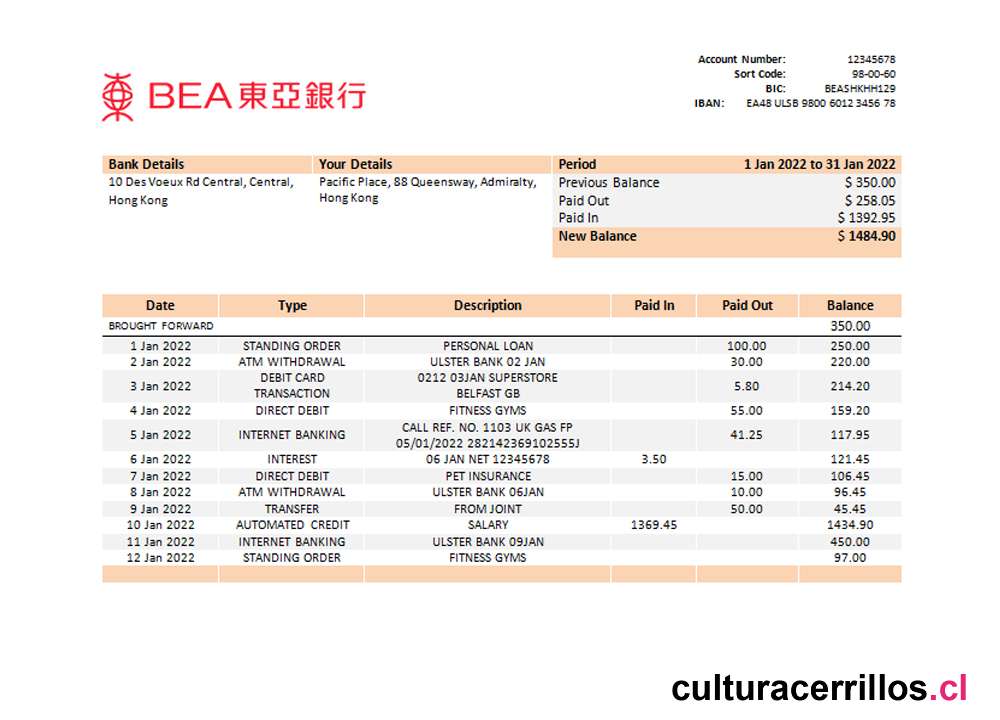 Account Number: 12345678
Sort Code: 98-00-60
BIC: BEASHKHH129
IBAN: EA48 ULSB 9800 6012 3456 78
BEA東亞銀行
Bank Details Your Details Period 1 Jan 2022 to 31 Jan 2022
10 Des Voeux Rd Central, Central, Pacific Place, 88 Queensway, Admiralty, Previous Balance $ 350.00
Hong Kong Hong Kong Paid Out $ 258.05
Paid In $ 1392.95
New Balance $ 1484.90
Date Type Description Paid In Paid Out Balance
BROUGHT FORWARD 350.00
1 Jan 2022 STANDING ORDER PERSONAL LOAN 100.00 250.00
2 Jan 2022 ATM WITHDRAWAL ULSTER BANK 02 JAN 30.00 220.00
3 Jan 2022 DEBIT CARD TRANSACTION 0212 03JAN SUPERSTORE BELFAST GB 5.80 214.20
4 Jan 2022 DIRECT DEBIT FITNESS GYMS 55.00 159.20
5 Jan 2022 INTERNET BANKING CALL REF. NO. 1103 UK GAS FP 05/01/2022 282142369102555J 41.25 117.95
6 Jan 2022 INTEREST 06 JAN NET 12345678 3.50 121.45
7 Jan 2022 DIRECT DEBIT PET INSURANCE 15.00 106.45
8 Jan 2022 ATM WITHDRAWAL ULSTER BANK 06JAN 10.00 96.45
9 Jan 2022 TRANSFER FROM JOINT 50.00 45.45
10 Jan 2022 AUTOMATED CREDIT SALARY 1369.45 1434.90
11 Jan 2022 INTERNET BANKING ULSTER BANK 09JAN 450.00
12 Jan 2022 STANDING ORDER FITNESS GYMS 97.00
culturacerrillos.cl